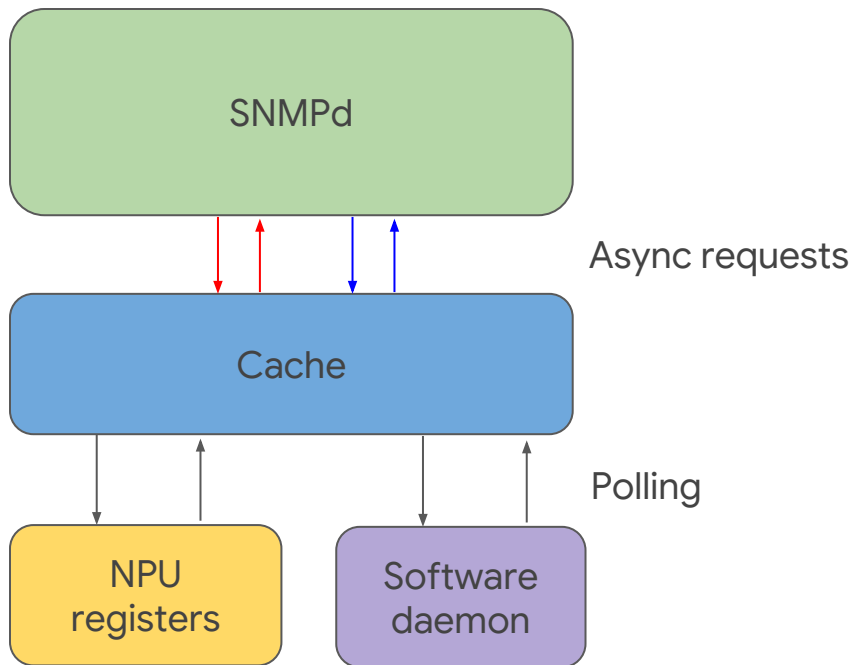 SNMPd
Async requests
Cache
Polling
NPU
registers
Software
daemon